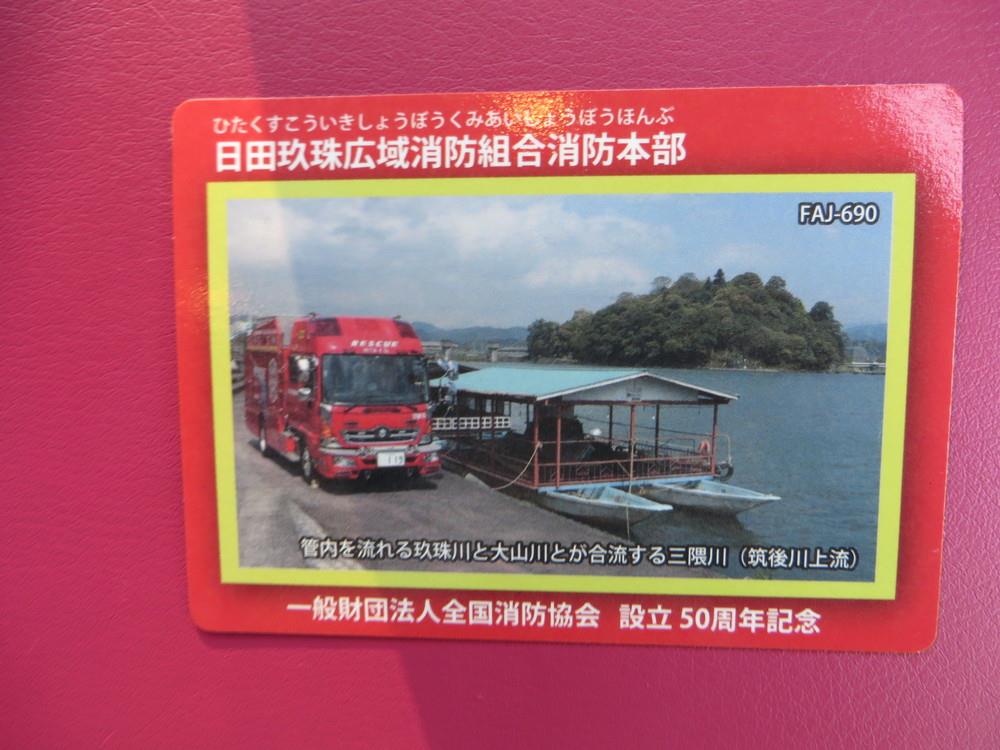 ひたくすこういきしょうぼうくみあいしょうぼうほんぶ
日田玖珠広域消防組合消防本部
FAJ-690
RESCUE
119
管内を流れる玖珠川と大山川とが合流する三隈川（筑後川上流）
一般財団法人全国消防協会 設立 50周年記念